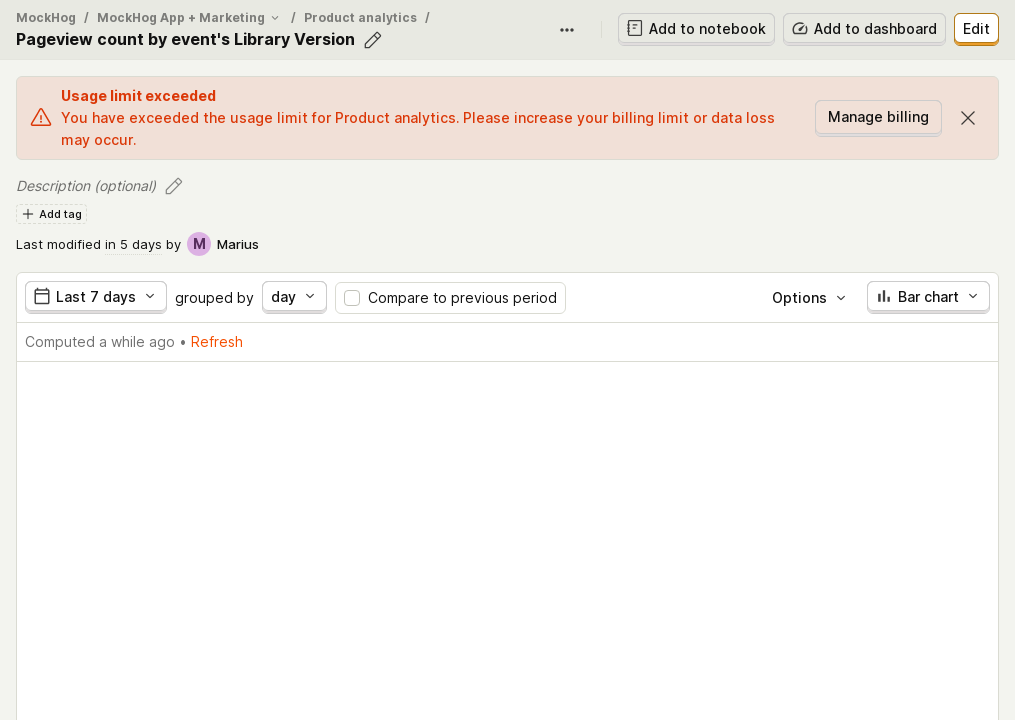 MockHog / MockHog App + Marketing / Product analytics /
Pageview count by event's Library Version
Add to notebook
Add to dashboard
Edit
Usage limit exceeded
You have exceeded the usage limit for Product analytics. Please increase your billing limit or data loss
may occur.
Manage billing
Description (optional)
Add tag
Last modified in 5 days by M Marius
Last 7 days grouped by day Compare to previous period Options Bar chart
Computed a while ago • Refresh